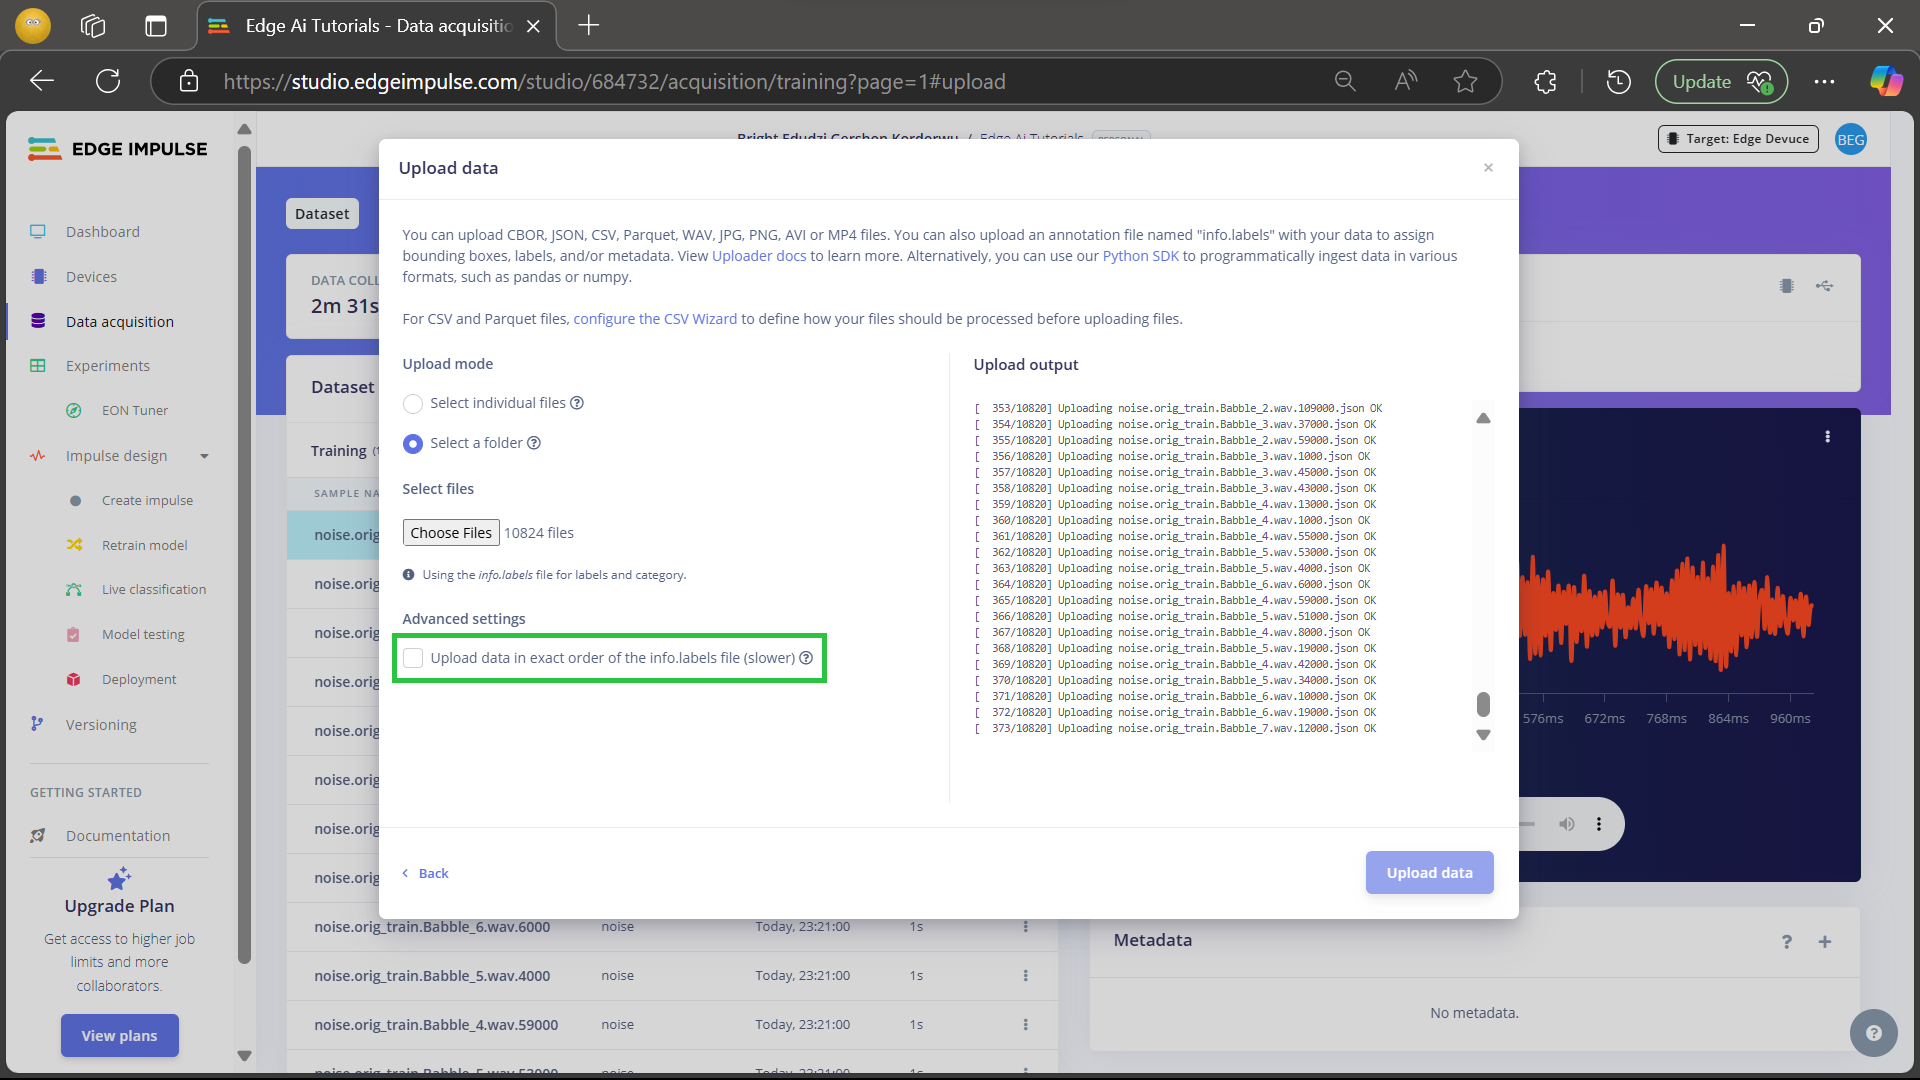 Edge Ai Tutorials - Data acquisitio
https://studio.edgeimpulse.com/studio/684732/acquisition/training?page=1#upload
Update
EDGE IMPULSE
Bright Edudzi Gershon Kordorwu / Edge Ai Tutorials
Target: Edge Devuce
BEG
Dashboard
Devices
Data acquisition
Experiments
EON Tuner
Impulse design
Create impulse
Retrain model
Live classification
Model testing
Deployment
Versioning
GETTING STARTED
Documentation
Upgrade Plan
Get access to higher job
limits and more
collaborators.
View plans
Dataset
DATA COLL
2m 31s
Dataset
Training
SAMPLE NA
noise.orig
noise.orig
noise.orig
noise.orig
noise.orig
noise.orig
noise.orig
noise.orig
Upload data
You can upload CBOR, JSON, CSV, Parquet, WAV, JPG, PNG, AVI or MP4 files. You can also upload an annotation file named "info.labels" with your data to assign
bounding boxes, labels, and/or metadata. View Uploader docs to learn more. Alternatively, you can use our Python SDK to programmatically ingest data in various
formats, such as pandas or numpy.
For CSV and Parquet files, configure the CSV Wizard to define how your files should be processed before uploading files.
Upload mode
Select individual files
Select a folder
Select files
Choose Files 10824 files
Using the info.labels file for labels and category.
Advanced settings
Upload data in exact order of the info.labels file (slower)
Upload output
[ 353/10820] Uploading noise.orig_train.Babble_2.wav.109000.json OK
[ 354/10820] Uploading noise.orig_train.Babble_3.wav.37000.json OK
[ 355/10820] Uploading noise.orig_train.Babble_2.wav.59000.json OK
[ 356/10820] Uploading noise.orig_train.Babble_3.wav.1000.json OK
[ 357/10820] Uploading noise.orig_train.Babble_3.wav.45000.json OK
[ 358/10820] Uploading noise.orig_train.Babble_3.wav.43000.json OK
[ 359/10820] Uploading noise.orig_train.Babble_4.wav.13000.json OK
[ 360/10820] Uploading noise.orig_train.Babble_4.wav.1000.json OK
[ 361/10820] Uploading noise.orig_train.Babble_4.wav.55000.json OK
[ 362/10820] Uploading noise.orig_train.Babble_5.wav.53000.json OK
[ 363/10820] Uploading noise.orig_train.Babble_5.wav.4000.json OK
[ 364/10820] Uploading noise.orig_train.Babble_6.wav.6000.json OK
[ 365/10820] Uploading noise.orig_train.Babble_4.wav.59000.json OK
[ 366/10820] Uploading noise.orig_train.Babble_5.wav.51000.json OK
[ 367/10820] Uploading noise.orig_train.Babble_4.wav.8000.json OK
[ 368/10820] Uploading noise.orig_train.Babble_5.wav.19000.json OK
[ 369/10820] Uploading noise.orig_train.Babble_4.wav.42000.json OK
[ 370/10820] Uploading noise.orig_train.Babble_5.wav.34000.json OK
[ 371/10820] Uploading noise.orig_train.Babble_6.wav.10000.json OK
[ 372/10820] Uploading noise.orig_train.Babble_6.wav.19000.json OK
[ 373/10820] Uploading noise.orig_train.Babble_7.wav.12000.json OK
Back
Upload data
576ms 672ms 768ms 864ms 960ms
noise.orig_train.Babble_6.wav.6000 noise Today, 23:21:00 1s
noise.orig_train.Babble_5.wav.4000 noise Today, 23:21:00 1s
noise.orig_train.Babble_4.wav.59000 noise Today, 23:21:00 1s
noise.orig_train.Babble_5.wav.53000 noise Today, 23:21:00 1s
Metadata
No metadata.